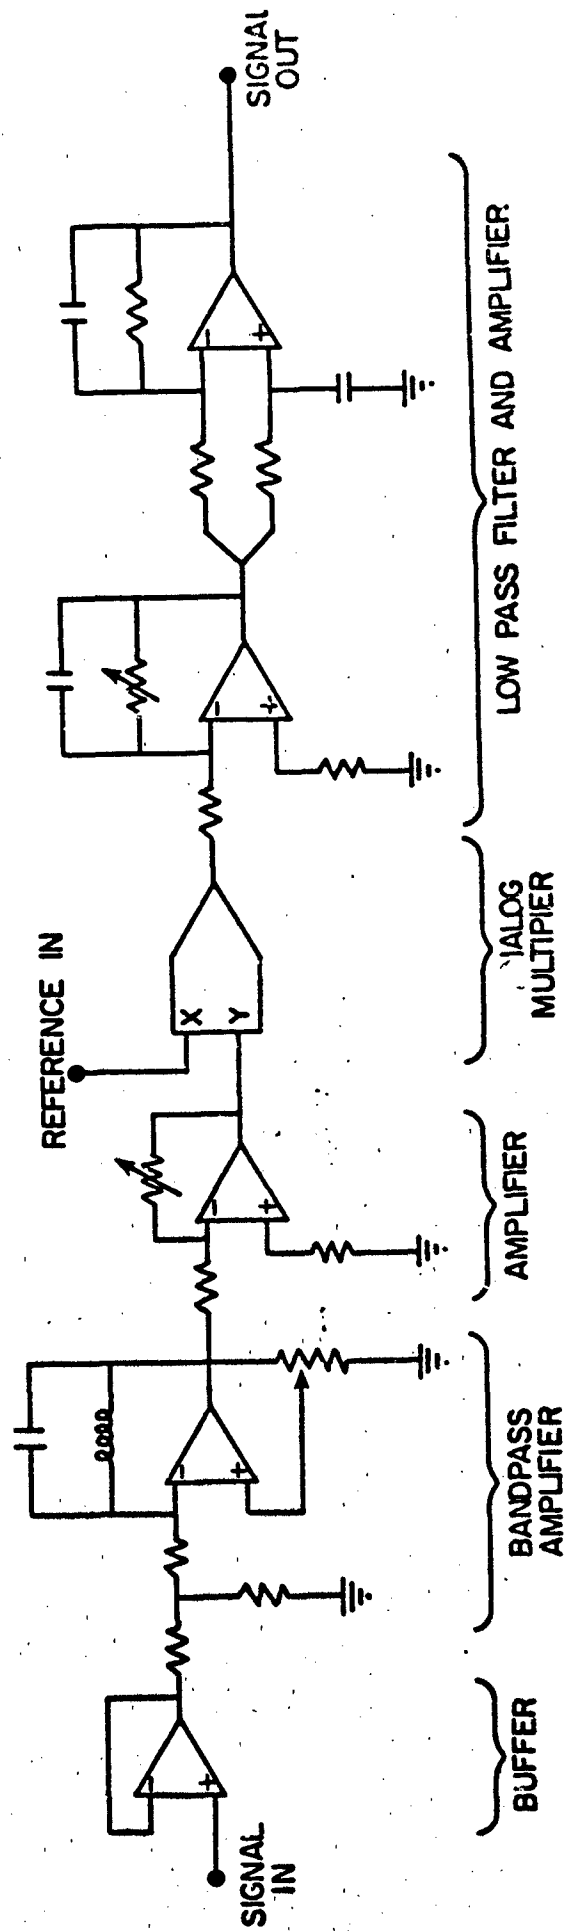 SIGNAL
IN
BUFFER
BANDPASS
AMPLIFIER
AMPLIFIER
REFERENCE IN
X
Y
MULTIPIER
LOW PASS FILTER AND AMPLIFIER
SIGNAL
OUT
-
+
-
+
-
+
-
+
-
+